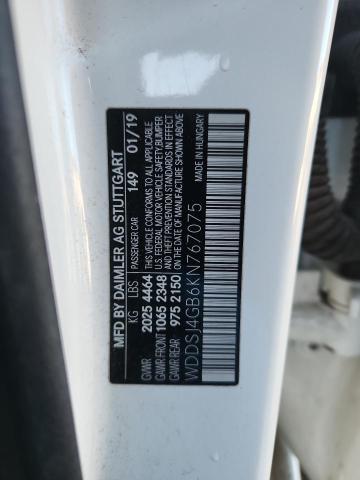 MFD BY DAIMLER AG STUTTGART
KG LBS PASSENGER CAR 149 01/19
GVWR 2025 4464 THIS VEHICLE CONFORMS TO ALL APPLICABLE
GAWR FRONT 1065 2348 U.S. FEDERAL MOTOR VEHICLE SAFETY, BUMPER
GAWR REAR 975 2150 AND THEFT PREVENTION STANDARDS IN EFFECT
ON THE DATE OF MANUFACTURE SHOWN ABOVE
WDDSJ4GB6KN767075 MADE IN HUNGARY